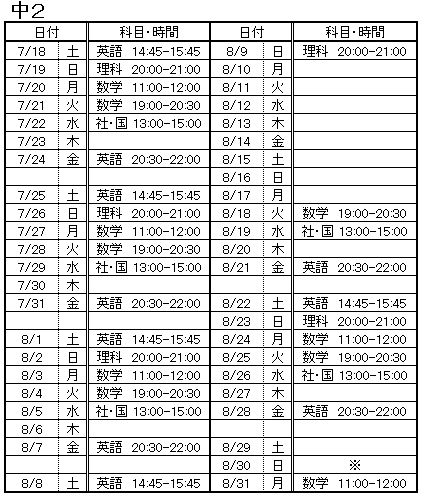 中2
日付 科目・時間 日付 科目・時間
7/18 土 英語 14:45-15:45 8/9 日 理科 20:00-21:00
7/19 日 理科 20:00-21:00 8/10 月
7/20 月 数学 11:00-12:00 8/11 火
7/21 火 数学 19:00-20:30 8/12 水
7/22 水 社・国 13:00-15:00 8/13 木
7/23 木 8/14 金
7/24 金 英語 20:30-22:00 8/15 土
8/16 日
7/25 土 英語 14:45-15:45 8/17 月
7/26 日 理科 20:00-21:00 8/18 火 数学 19:00-20:30
7/27 月 数学 11:00-12:00 8/19 水 社・国 13:00-15:00
7/28 火 数学 19:00-20:30 8/20 木
7/29 水 社・国 13:00-15:00 8/21 金 英語 20:30-22:00
7/30 木
7/31 金 英語 20:30-22:00 8/22 土 英語 14:45-15:45
8/23 日 理科 20:00-21:00
8/1 土 英語 14:45-15:45 8/24 月 数学 11:00-12:00
8/2 日 理科 20:00-21:00 8/25 火 数学 19:00-20:30
8/3 月 数学 11:00-12:00 8/26 水 社・国 13:00-15:00
8/4 火 数学 19:00-20:30 8/27 木
8/5 水 社・国 13:00-15:00 8/28 金 英語 20:30-22:00
8/6 木
8/7 金 英語 20:30-22:00 8/29 土
8/30 日 ※
8/8 土 英語 14:45-15:45 8/31 月 数学 11:00-12:00